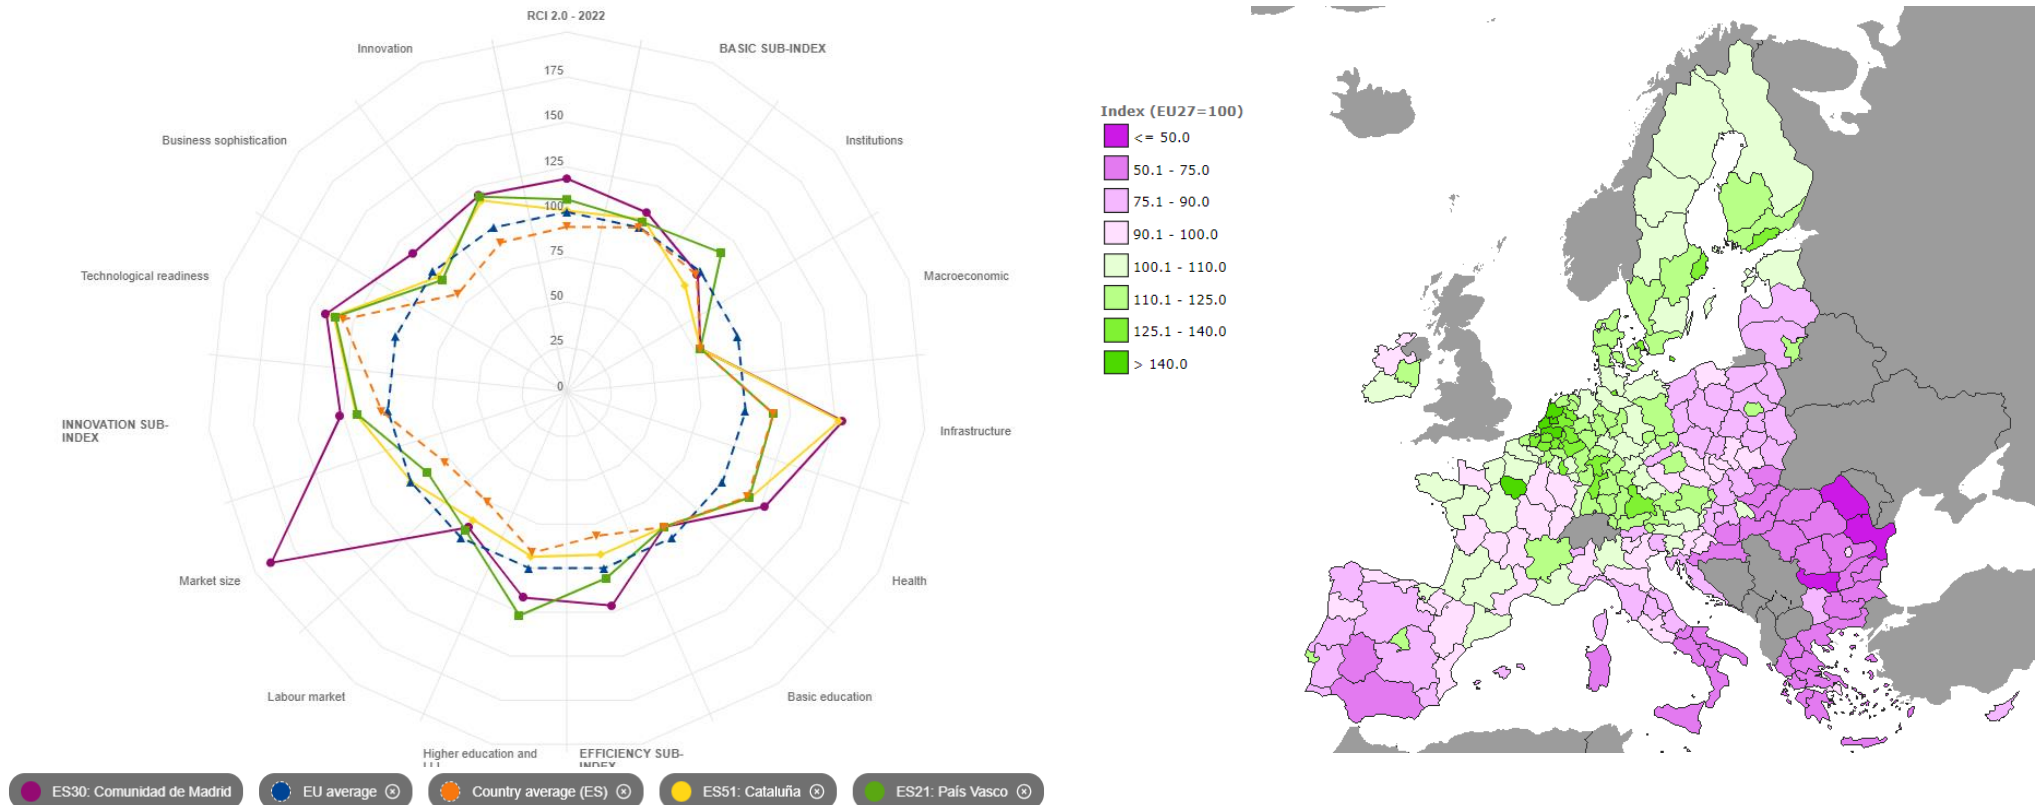 RCI 2.0 - 2022
BASIC SUB-INDEX
Institutions
Macroeconomic
Infrastructure
Health
Basic education
EFFICIENCY SUB-
INDEX
Higher education and
LLL
Labour market
Market size
INNOVATION SUB-
INDEX
Technological readiness
Business sophistication
Innovation
175
150
125
100
75
50
25
0
ES30: Comunidad de Madrid
EU average
Country average (ES)
ES51: Cataluña
ES21: País Vasco
Index (EU27=100)
<= 50.0
50.1 - 75.0
75.1 - 90.0
90.1 - 100.0
100.1 - 110.0
110.1 - 125.0
125.1 - 140.0
> 140.0